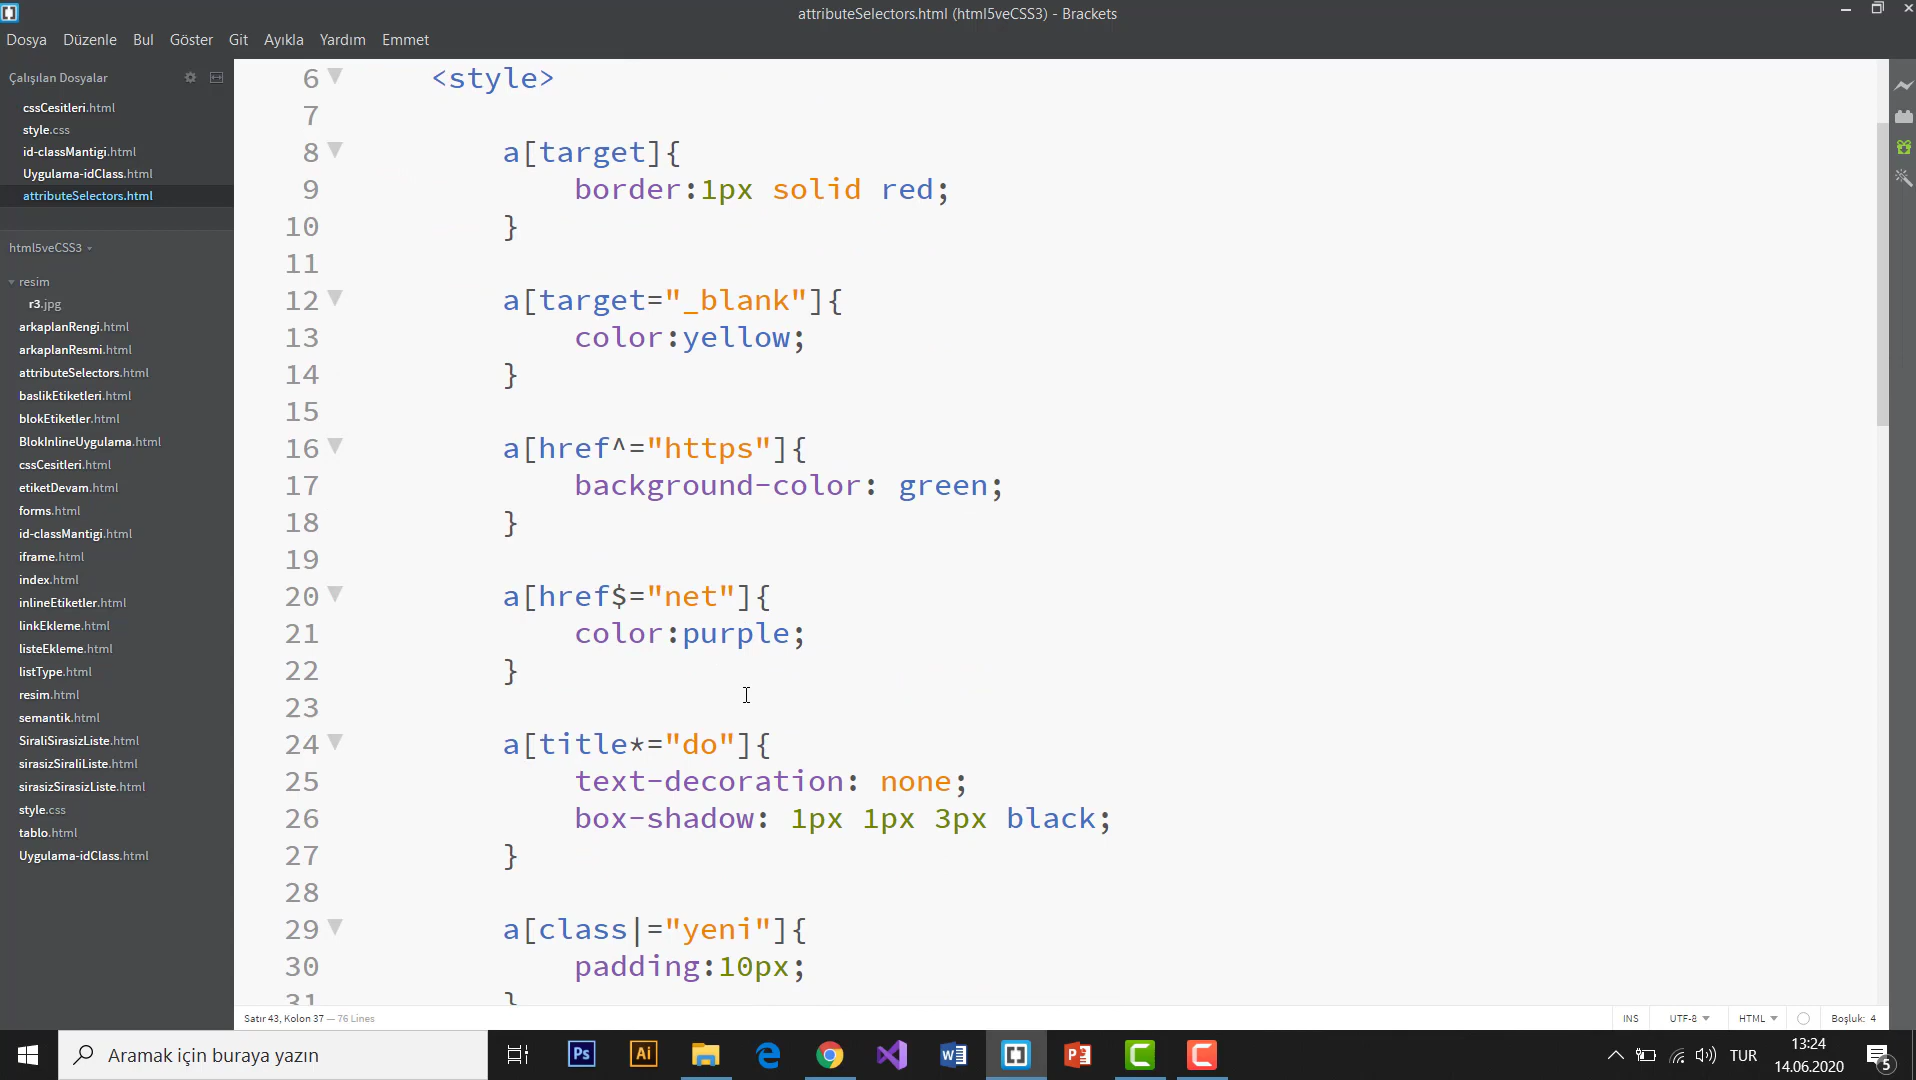 attributeSelectors.html (html5veCSS3) - Brackets
Dosya Düzenle Bul Göster Git Ayıkla Yardım Emmet
Çalışılan Dosyalar
cssCesitleri.html
style.css
id-classMantigi.html
Uygulama-idClass.html
attributeSelectors.html
html5veCSS3
resim
r3.jpg
arkaplanRengi.html
arkaplanResmi.html
attributeSelectors.html
baslikEtiketleri.html
blokEtiketler.html
BlokInlineUygulama.html
cssCesitleri.html
etiketDevam.html
forms.html
id-classMantigi.html
iframe.html
index.html
inlineEtiketler.html
linkEkleme.html
listeEkleme.html
listType.html
resim.html
semantik.html
SiraliSirasizListe.html
sirasizSiraliListe.html
sirasizSirasizListe.html
style.css
tablo.html
Uygulama-idClass.html
6 <style>
7
8 a[target]{
9 border:1px solid red;
10 }
11
12 a[target="_blank"]{
13 color:yellow;
14 }
15
16 a[href^="https"]{
17 background-color: green;
18 }
19
20 a[href$="net"]{
21 color:purple;
22 }
23
24 a[title*="do"]{
25 text-decoration: none;
26 box-shadow: 1px 1px 3px black;
27 }
28
29 a[class|="yeni"]{
30 padding:10px;
31 }
Satır 43, Kolon 37 — 76 Lines
INS UTF-8 HTML Boşluk: 4
Aramak için buraya yazın
Ps Ai
TUR
13:24
14.06.2020
5